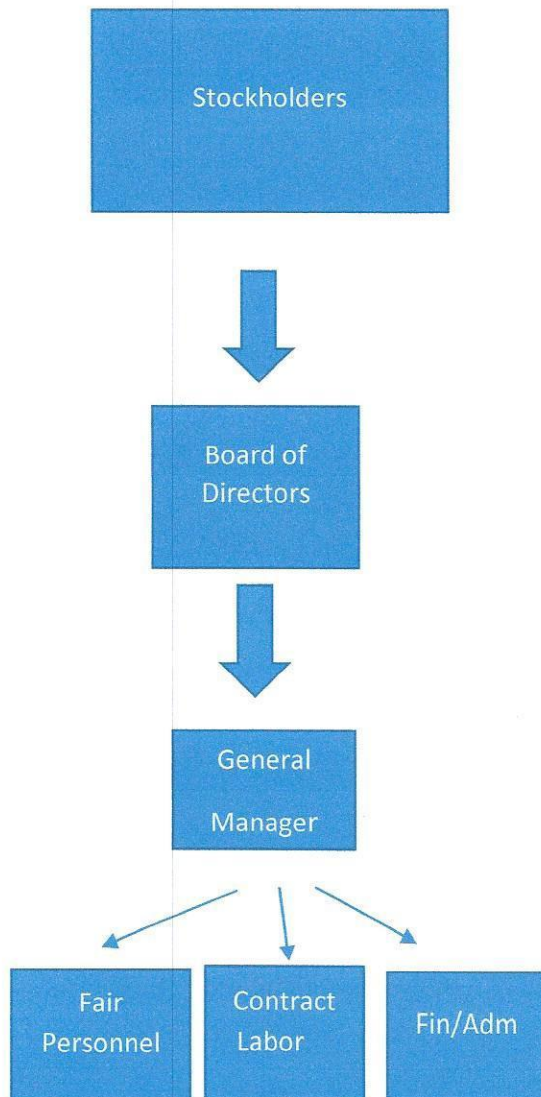 Stockholders
Board of
Directors
General
Manager
Fair
Personnel
Contract
Labor
Fin/Adm